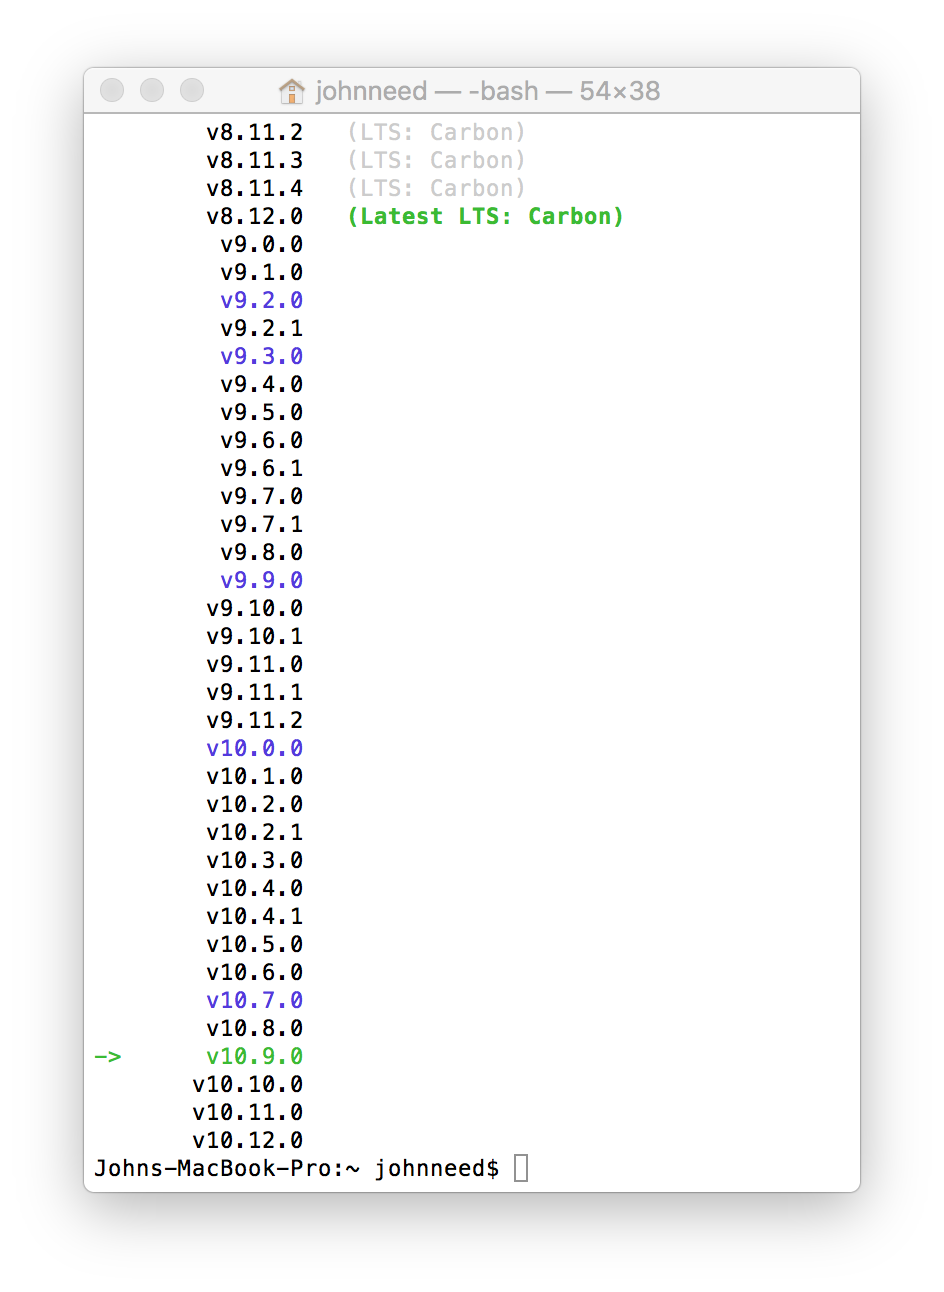 johnneed — -bash — 54×38
v8.11.2 (LTS: Carbon)
v8.11.3 (LTS: Carbon)
v8.11.4 (LTS: Carbon)
v8.12.0 (Latest LTS: Carbon)
v9.0.0
v9.1.0
v9.2.0
v9.2.1
v9.3.0
v9.4.0
v9.5.0
v9.6.0
v9.6.1
v9.7.0
v9.7.1
v9.8.0
v9.9.0
v9.10.0
v9.10.1
v9.11.0
v9.11.1
v9.11.2
v10.0.0
v10.1.0
v10.2.0
v10.2.1
v10.3.0
v10.4.0
v10.4.1
v10.5.0
v10.6.0
v10.7.0
v10.8.0
-> v10.9.0
v10.10.0
v10.11.0
v10.12.0
Johns-MacBook-Pro:~ johnneed$